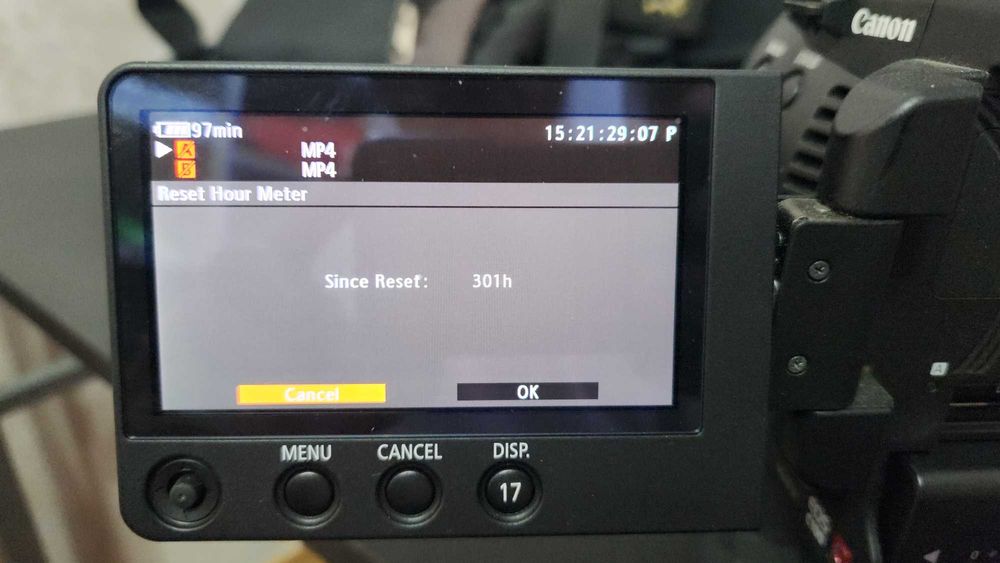 Canon
97min 15:21:29:07 P
A MP4
B MP4
Reset Hour Meter
Since Reset: 301h
Cancel OK
MENU CANCEL DISP.
17
A